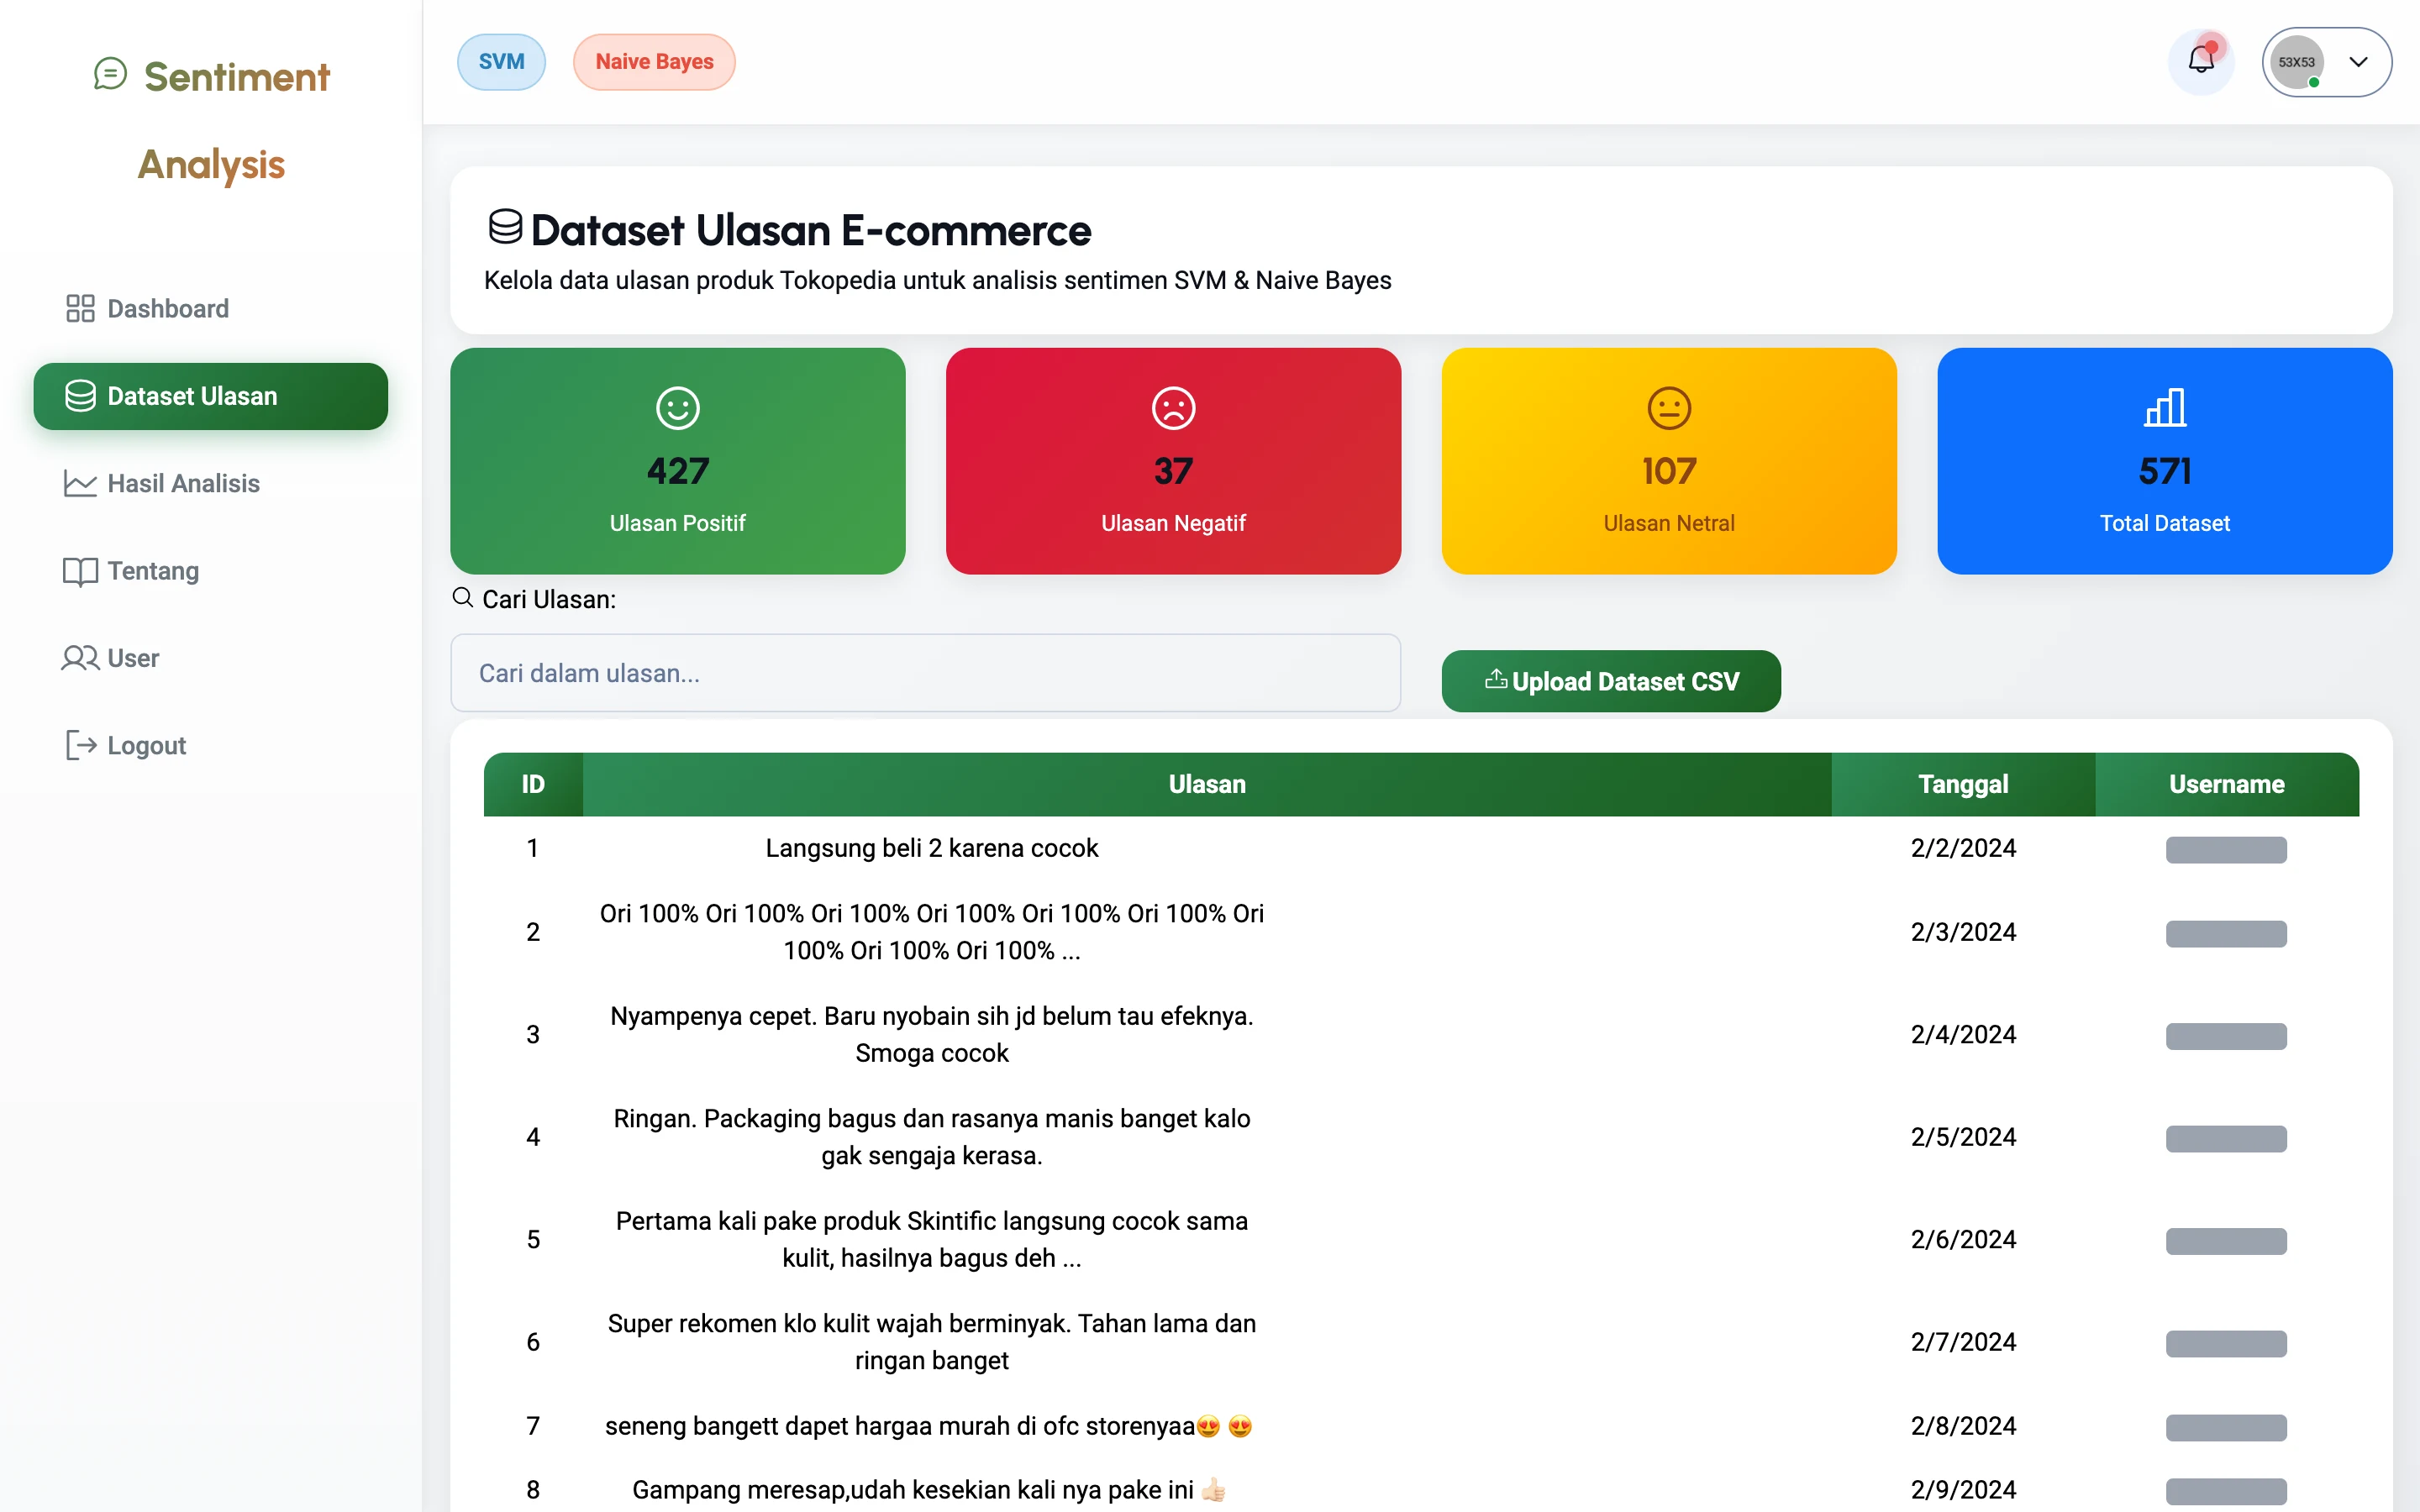 Sentiment
Analysis
Dashboard
Dataset Ulasan
Hasil Analisis
Tentang
User
Logout
SVM
Naive Bayes
53X53
Dataset Ulasan E-commerce
Kelola data ulasan produk Tokopedia untuk analisis sentimen SVM & Naive Bayes
427
Ulasan Positif
37
Ulasan Negatif
107
Ulasan Netral
571
Total Dataset
Cari Ulasan:
Cari dalam ulasan...
Upload Dataset CSV
ID Ulasan Tanggal Username
1 Langsung beli 2 karena cocok 2/2/2024
2 Ori 100% Ori 100% Ori 100% Ori 100% Ori 100% Ori 100% Ori
100% Ori 100% Ori 100% ... 2/3/2024
3 Nyampenya cepet. Baru nyobain sih jd belum tau efeknya.
Smoga cocok 2/4/2024
4 Ringan. Packaging bagus dan rasanya manis banget kalo
gak sengaja kerasa. 2/5/2024
5 Pertama kali pake produk Skintific langsung cocok sama
kulit, hasilnya bagus deh ... 2/6/2024
6 Super rekomen klo kulit wajah berminyak. Tahan lama dan
ringan banget 2/7/2024
7 seneng bangett dapet hargaa murah di ofc storenyaa😍 😍 2/8/2024
8 Gampang meresap,udah kesekian kali nya pake ini 👍🏻 2/9/2024